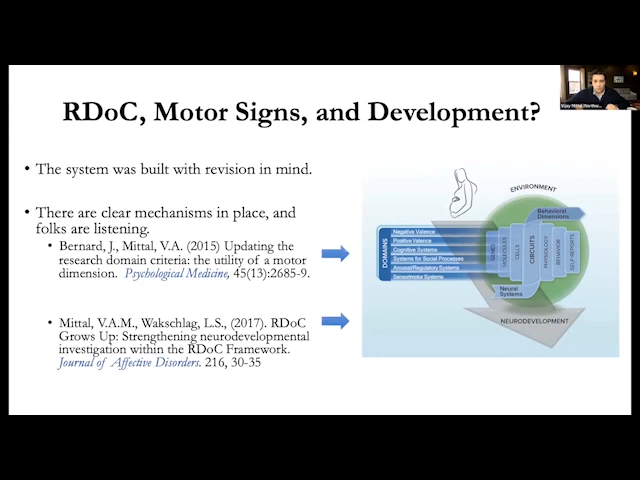 RDoC, Motor Signs, and Development?
• The system was built with revision in mind.
• There are clear mechanisms in place, and
folks are listening.
• Bernard, J., Mittal, V.A. (2015) Updating the
research domain criteria: the utility of a motor
dimension. Psychological Medicine, 45(13):2685-9.
• Mittal, V.A.M., Wakschlag, L.S., (2017). RDoC
Grows Up: Strengthening neurodevelopmental
investigation within the RDoC Framework.
Journal of Affective Disorders. 216, 30-35
ENVIRONMENT
Behavioral
Dimensions
DOMAINS
Negative Valence
Positive Valence
Cognitive Systems
Systems for Social Processes
Arousal/Regulatory Systems
Sensorimotor Systems
GENES
MOLECULES
CELLS
CIRCUITS
PHYSIOLOGY
BEHAVIOR
SELF-REPORTS
Neural
Systems
NEURODEVELOPMENT
Vijay Mittal (Northw...